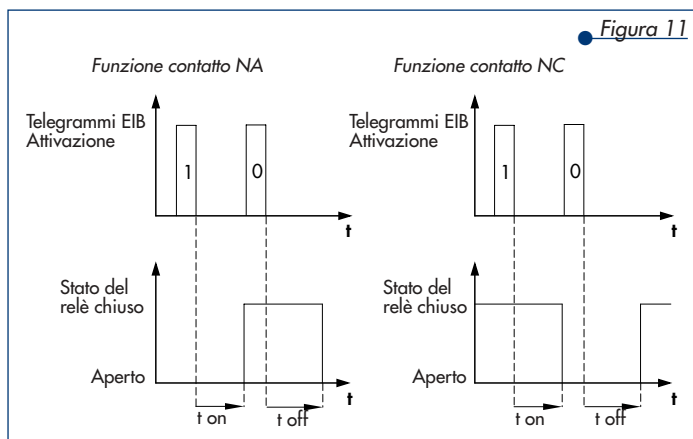 Figura 11
Funzione contatto NA
Funzione contatto NC
Telegrammi EIB
Attivazione
1
0
t
Telegrammi EIB
Attivazione
1
0
t
Stato del
relè chiuso
Aperto
t
t on
t off
Stato del
relè chiuso
Aperto
t
t on
t off